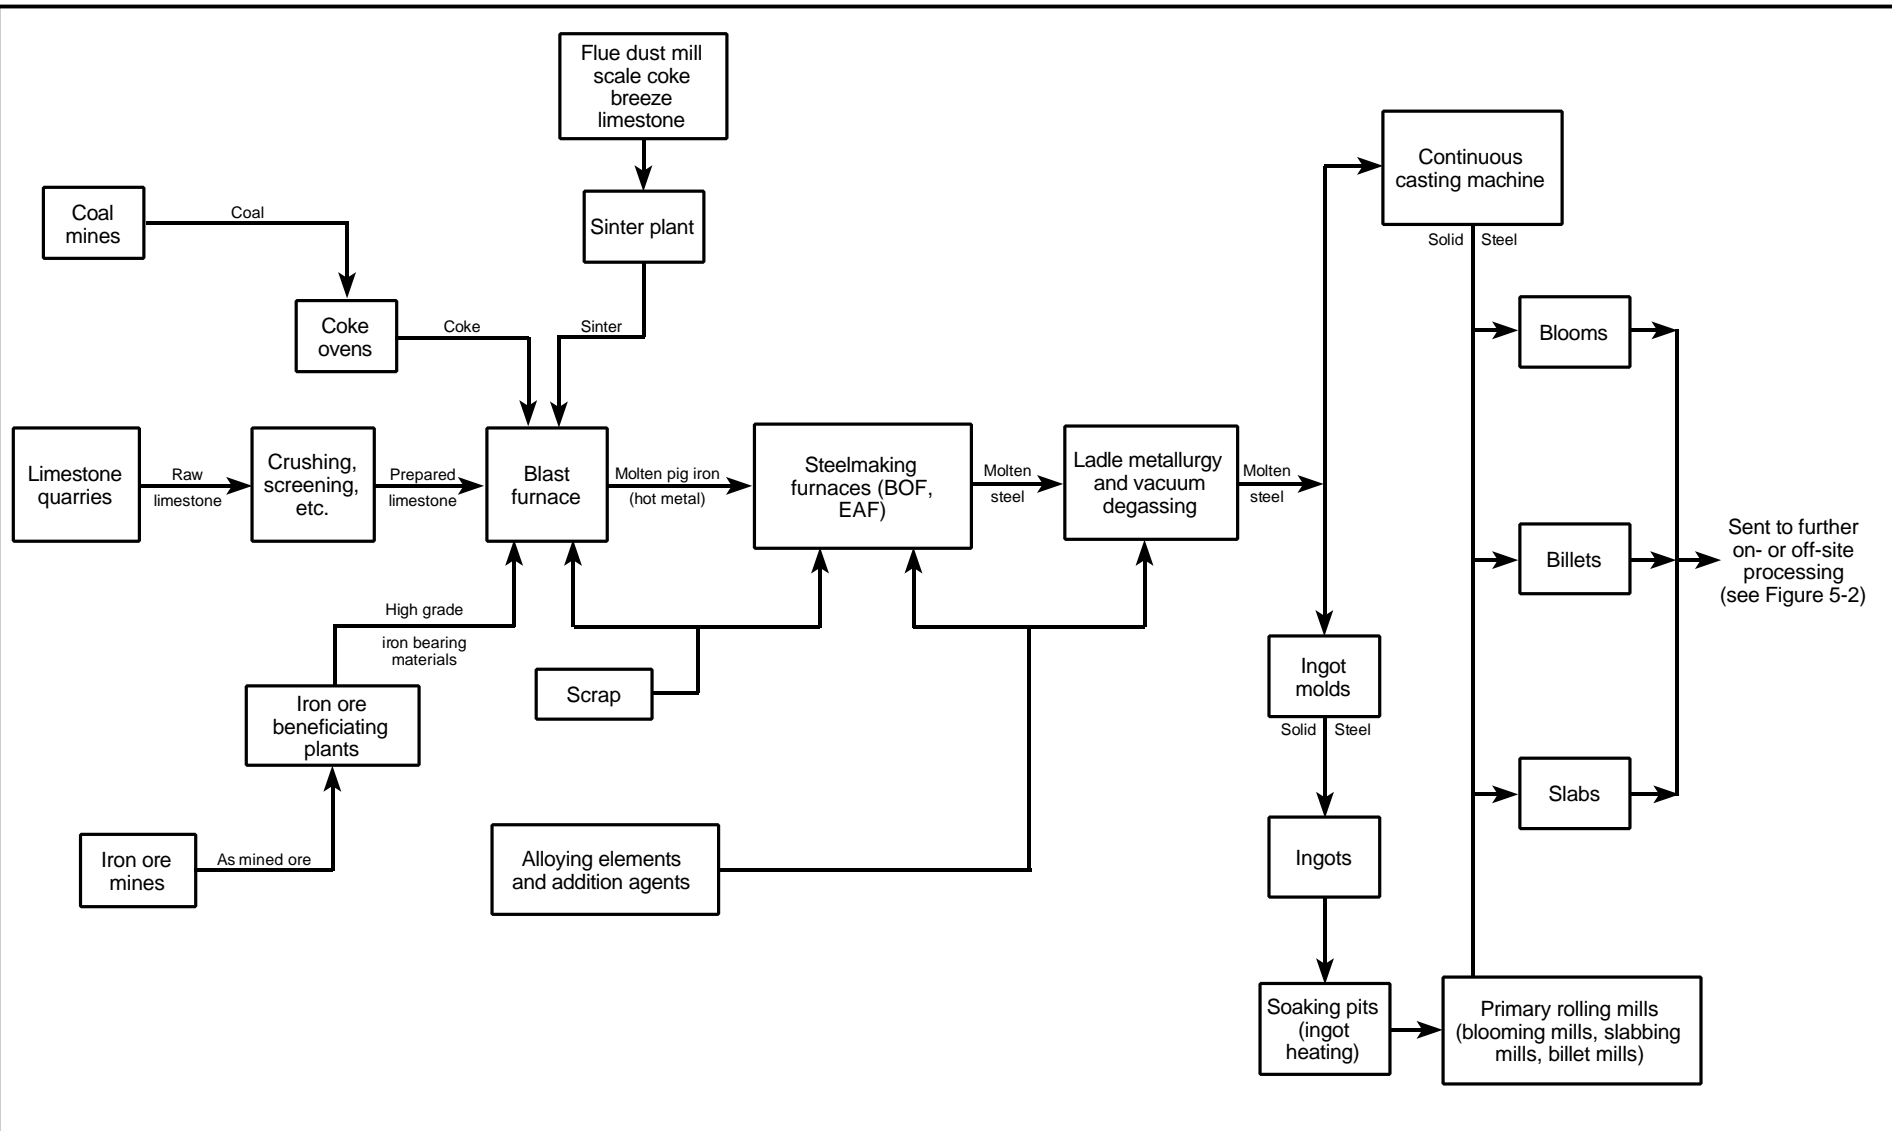 Flue dust mill
scale coke
breeze
limestone
Continuous
casting machine
Coal
mines
Coal
Sinter plant
Solid
Steel
Coke
ovens
Coke
Sinter
Blooms
Limestone
quarries
Raw
limestone
Crushing,
screening,
etc.
Prepared
limestone
Blast
furnace
Molten pig iron
(hot metal)
Steelmaking
furnaces (BOF,
EAF)
Molten
steel
Ladle metallurgy
and vacuum
degassing
Molten
steel
Billets
Sent to further
on- or off-site
processing
(see Figure 5-2)
High grade
iron bearing
materials
Scrap
Ingot
molds
Solid
Steel
Iron ore
beneficiating
plants
Slabs
Iron ore
mines
As mined ore
Alloying elements
and addition agents
Ingots
Soaking pits
(ingot
heating)
Primary rolling mills
(blooming mills, slabbing
mills, billet mills)